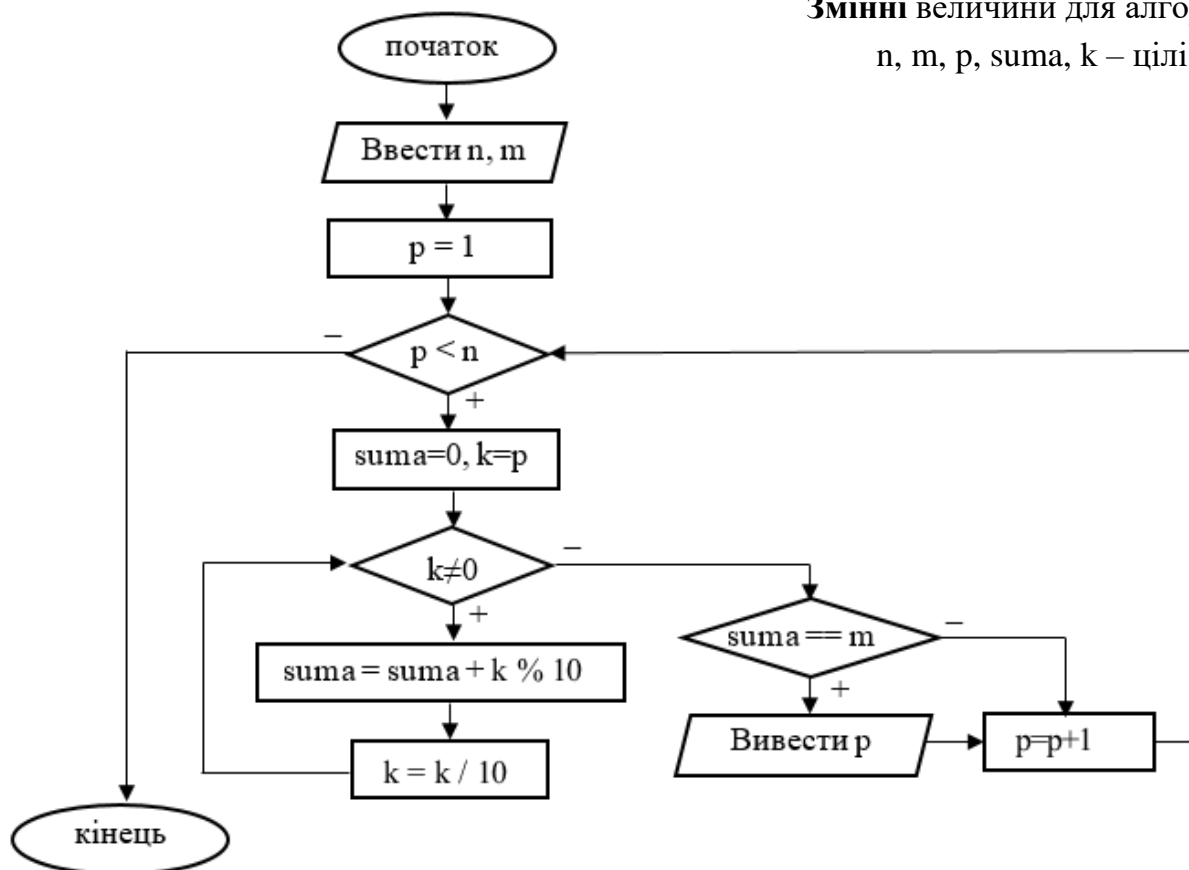 Змінні величини для
n, m, p, suma, k – цілі
початок
Ввести n, m
p = 1
–
p < n
+
suma=0, k=p
k≠0
–
+
suma = suma + k % 10
k = k / 10
suma == m
–
+
Вивести p
p=p+1
кінець